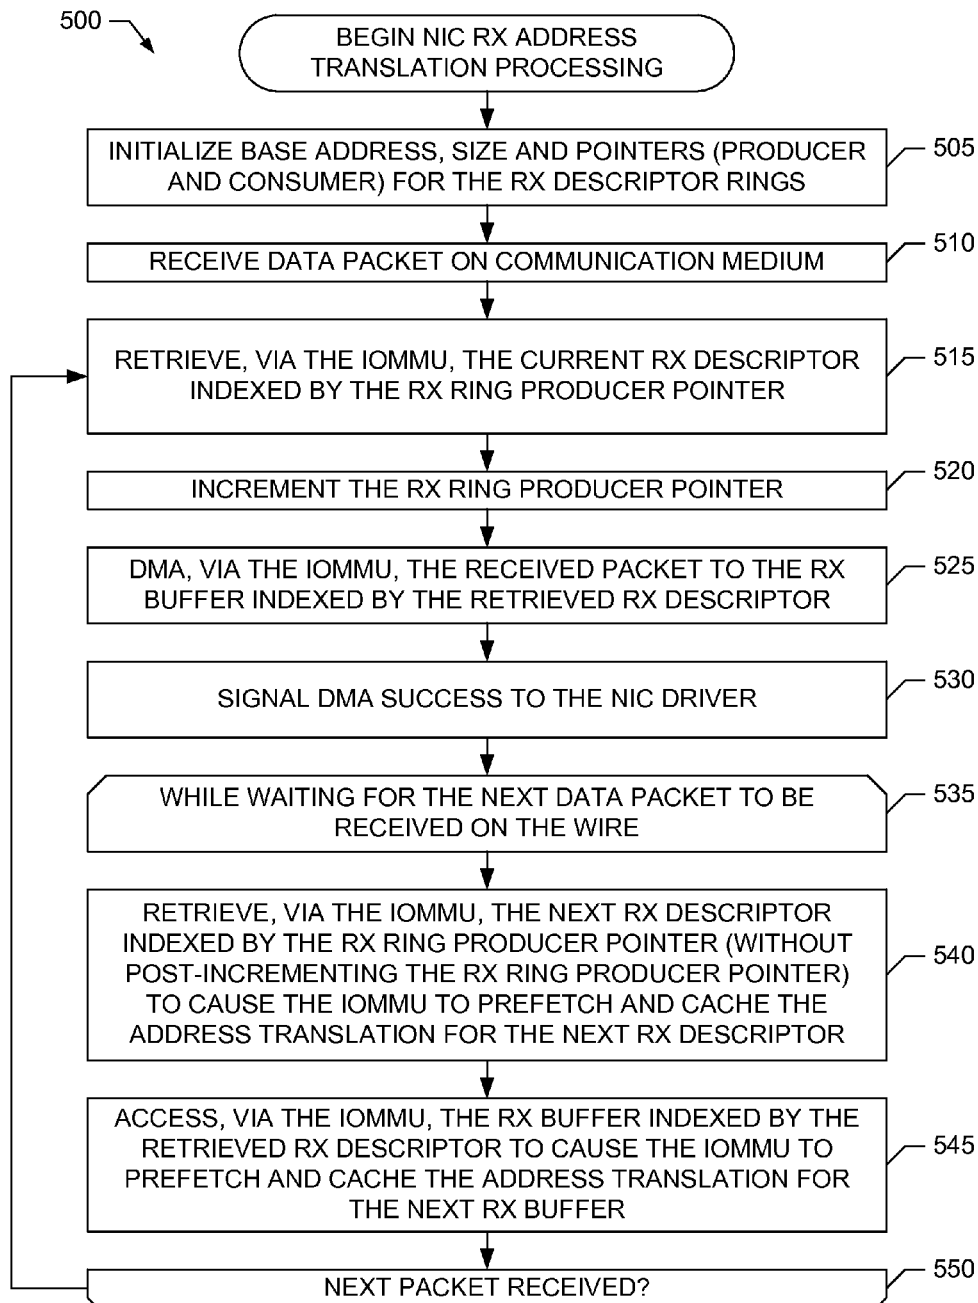 500
BEGIN NIC RX ADDRESS
TRANSLATION PROCESSING
INITIALIZE BASE ADDRESS, SIZE AND POINTERS (PRODUCER
AND CONSUMER) FOR THE RX DESCRIPTOR RINGS
505
RECEIVE DATA PACKET ON COMMUNICATION MEDIUM
510
RETRIEVE, VIA THE IOMMU, THE CURRENT RX DESCRIPTOR
INDEXED BY THE RX RING PRODUCER POINTER
515
INCREMENT THE RX RING PRODUCER POINTER
520
DMA, VIA THE IOMMU, THE RECEIVED PACKET TO THE RX
BUFFER INDEXED BY THE RETRIEVED RX DESCRIPTOR
525
SIGNAL DMA SUCCESS TO THE NIC DRIVER
530
WHILE WAITING FOR THE NEXT DATA PACKET TO BE
RECEIVED ON THE WIRE
535
RETRIEVE, VIA THE IOMMU, THE NEXT RX DESCRIPTOR
INDEXED BY THE RX RING PRODUCER POINTER (WITHOUT
POST-INCREMENTING THE RX RING PRODUCER POINTER)
TO CAUSE THE IOMMU TO PREFETCH AND CACHE THE
ADDRESS TRANSLATION FOR THE NEXT RX DESCRIPTOR
540
ACCESS, VIA THE IOMMU, THE RX BUFFER INDEXED BY THE
RETRIEVED RX DESCRIPTOR TO CAUSE THE IOMMU TO
PREFETCH AND CACHE THE ADDRESS TRANSLATION FOR
THE NEXT RX BUFFER
545
NEXT PACKET RECEIVED?
550